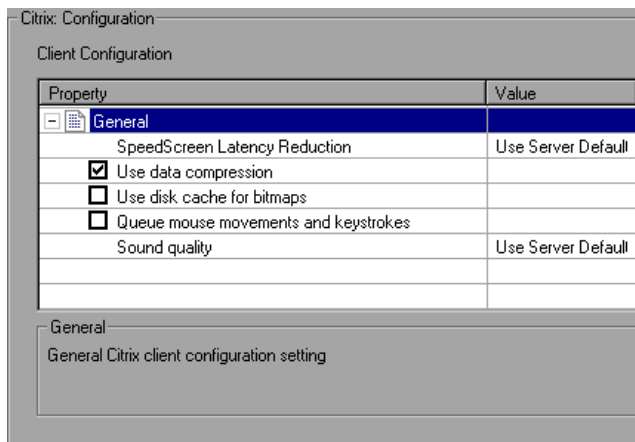 Citrix: Configuration
Client Configuration
Property Value
General
SpeedScreen Latency Reduction Use Server Default
Use data compression
Use disk cache for bitmaps
Queue mouse movements and keystrokes
Sound quality Use Server Default
General
General Citrix client configuration setting